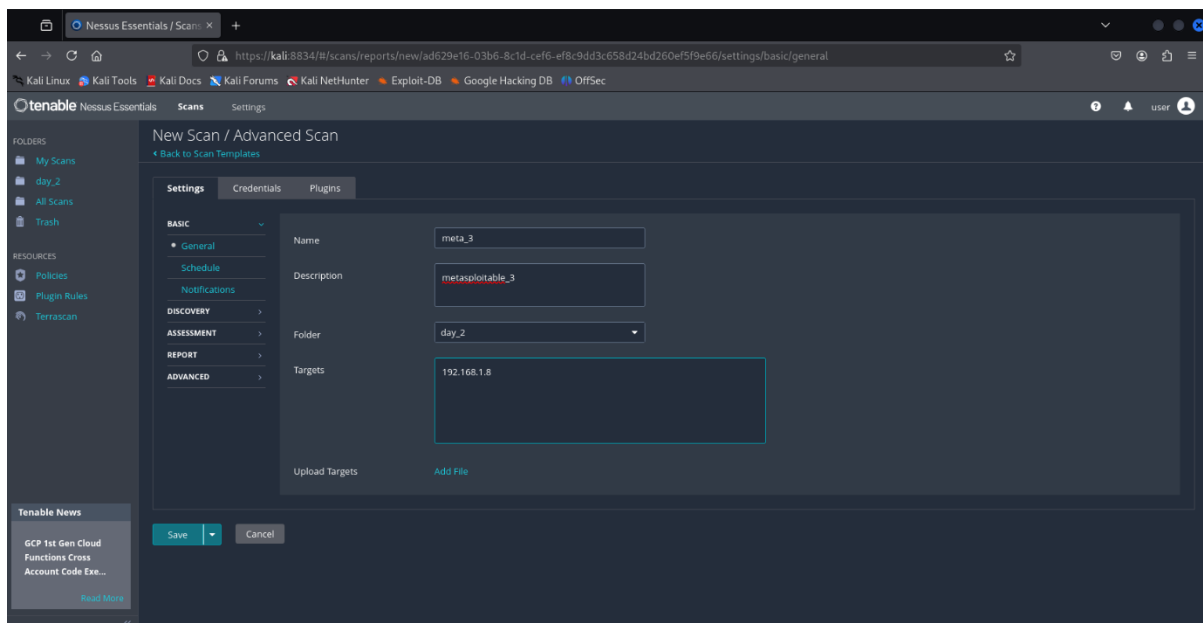 Nessus Essentials / Scans × +
https://kali:8834/#/scans/reports/new/ad629e16-03b6-8c1d-cef6-ef8c9dd3c658d24bd260ef5f9e66/settings/basic/general
Kali Linux Kali Tools Kali Docs Kali Forums Kali NetHunter Exploit-DB Google Hacking DB OffSec
tenable Nessus Essentials Scans Settings user
FOLDERS
My Scans
day_2
All Scans
Trash
RESOURCES
Policies
Plugin Rules
Terrascan
New Scan / Advanced Scan
< Back to Scan Templates
Settings Credentials Plugins
BASIC
General
Schedule
Notifications
DISCOVERY >
ASSESSMENT >
REPORT >
ADVANCED >
Name meta_3
Description metasploitable_3
Folder day_2
Targets 192.168.1.8
Upload Targets Add File
Save Cancel
Tenable News
GCP 1st Gen Cloud
Functions Cross
Account Code Exe...
Read More